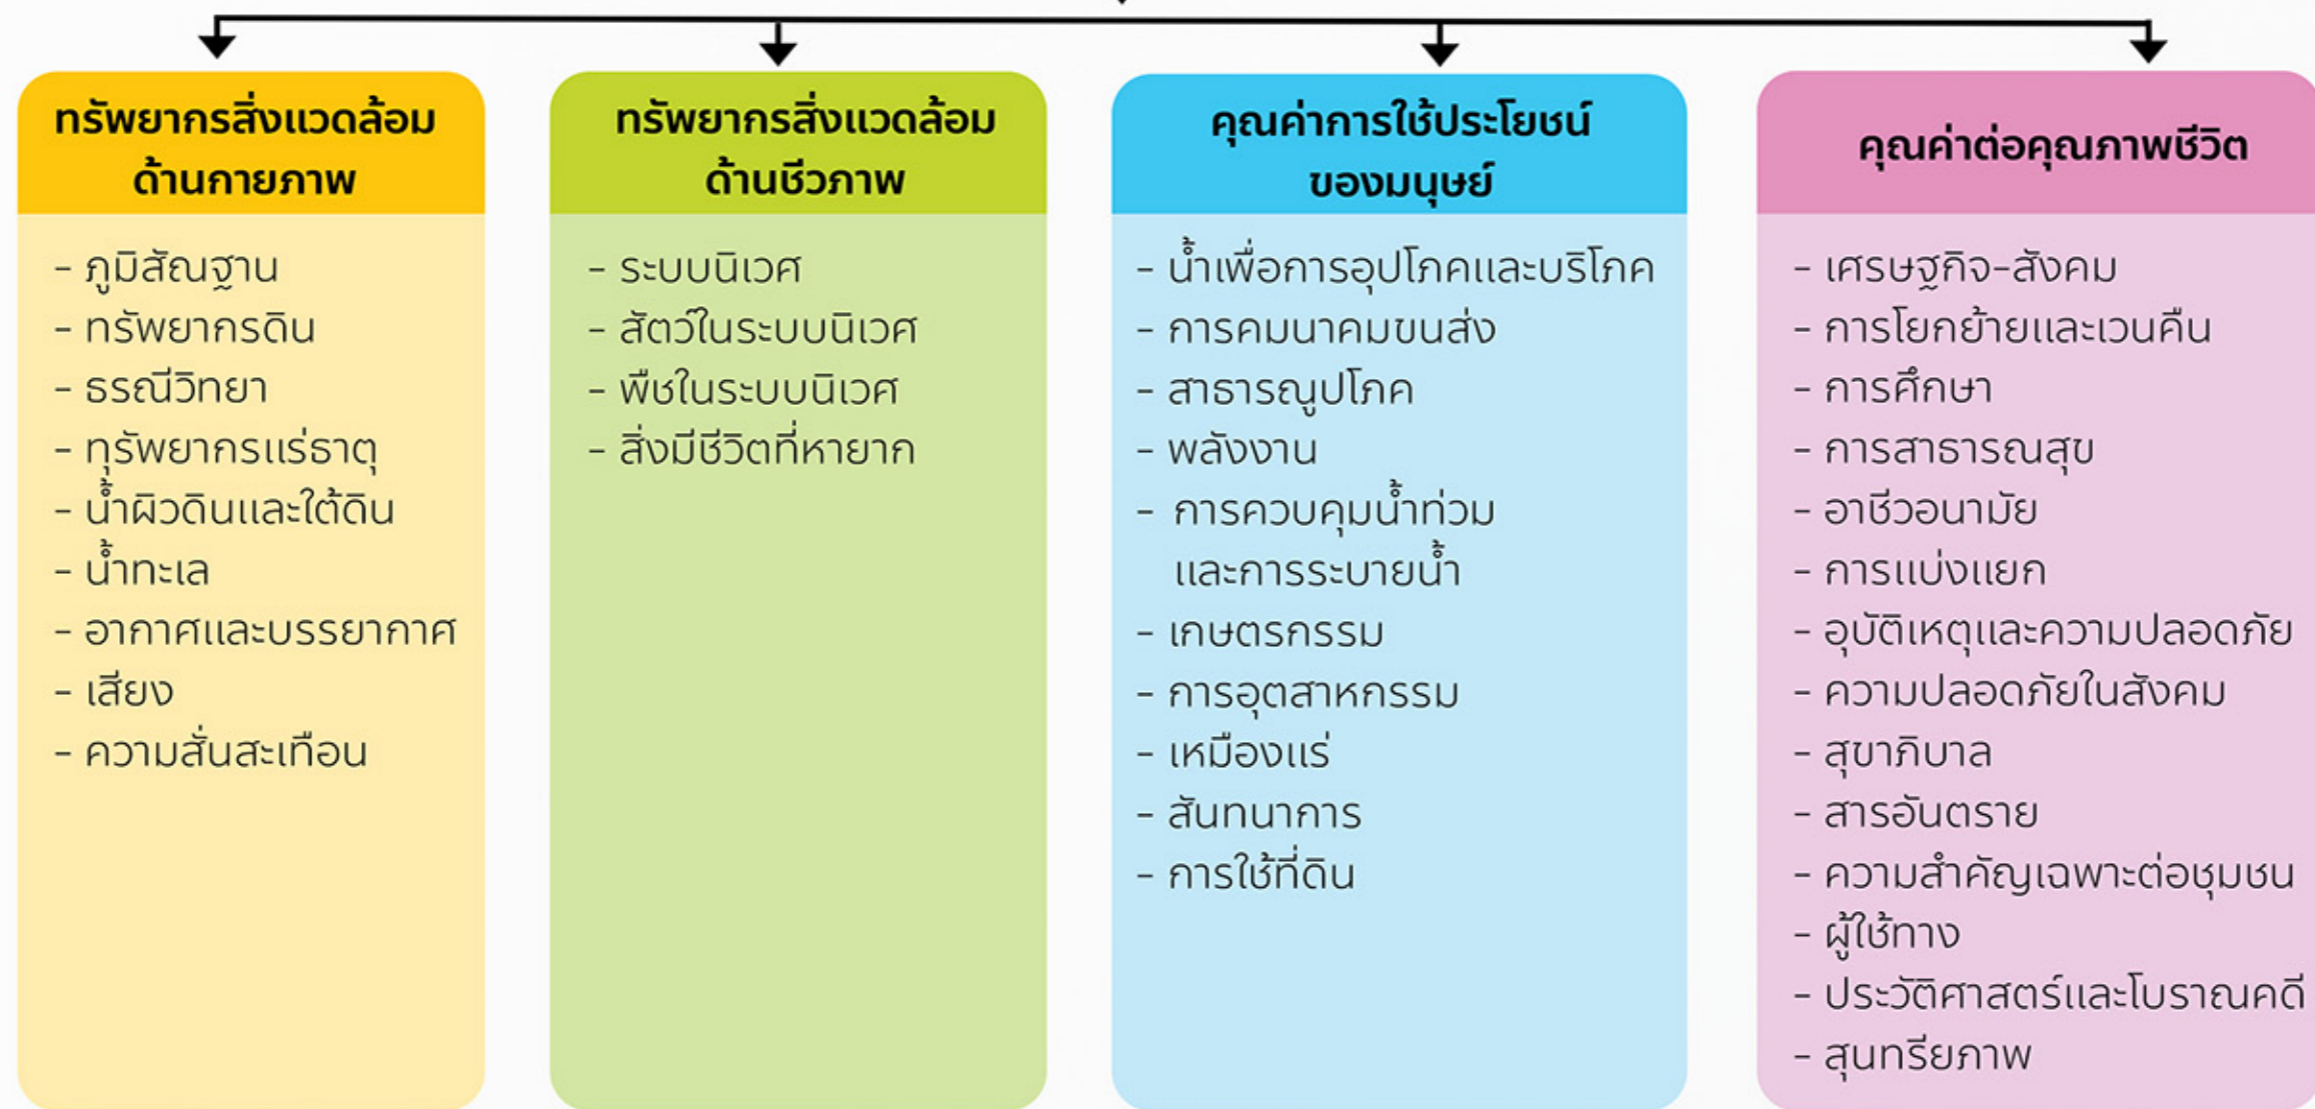 ทรัพยากรสิ่งแวดล้อม
ด้านกายภาพ
- ภูมิสัณฐาน
- ทรัพยากรดิน
- ธรณีวิทยา
- ทรัพยากรแร่ธาตุ
- น้ำผิวดินและใต้ดิน
- น้ำทะเล
- อากาศและบรรยากาศ
- เสียง
- ความสั่นสะเทือน
ทรัพยากรสิ่งแวดล้อม
ด้านชีวภาพ
- ระบบนิเวศ
- สัตว์ในระบบนิเวศ
- พืชในระบบนิเวศ
- สิ่งมีชีวิตที่หายาก
คุณค่าการใช้ประโยชน์
ของมนุษย์
- น้ำเพื่อการอุปโภคและบริโภค
- การคมนาคมขนส่ง
- สาธารณูปโภค
- พลังงาน
- การควบคุมน้ำท่วม
และการระบายน้ำ
- เกษตรกรรม
- การอุตสาหกรรม
- เหมืองแร่
- สันทนาการ
- การใช้ที่ดิน
คุณค่าต่อคุณภาพชีวิต
- เศรษฐกิจ-สังคม
- การโยกย้ายและเวนคืน
- การศึกษา
- การสาธารณสุข
- อาชีวอนามัย
- การแบ่งแยก
- อุบัติเหตุและความปลอดภัย
- ความปลอดภัยในสังคม
- สุขาภิบาล
- สารอันตราย
- ความสำคัญเฉพาะต่อชุมชน
- ผู้ใช้ทาง
- ประวัติศาสตร์และโบราณคดี
- สุนทรียภาพ